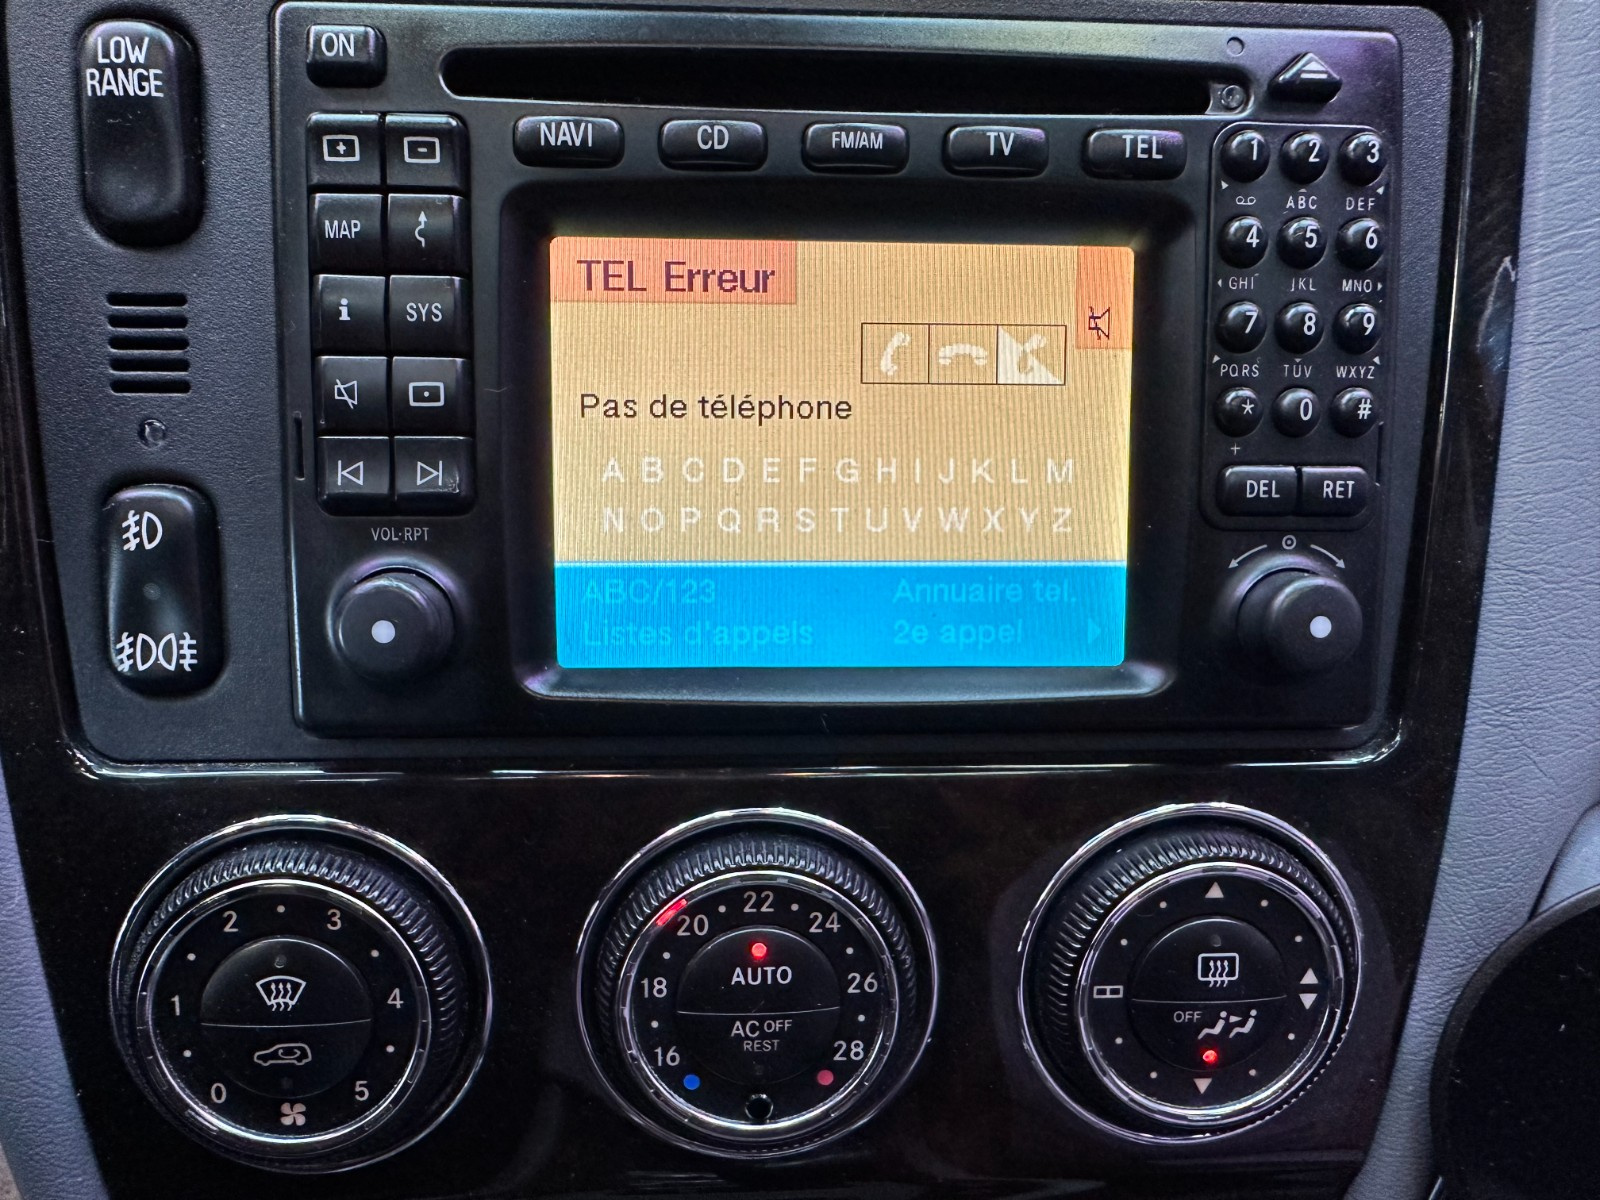 LOW
RANGE
ON
NAVI CD FM/AM TV TEL
MAP
i SYS
VOL·RPT
TEL Erreur
Pas de téléphone
A B C D E F G H I J K L M
N O P Q R S T U V W X Y Z
ABC/123 Annuaire tel.
Listes d'appels 2e appel
1 2 3
ABC DEF
4 5 6
GHI JKL MNO
7 8 9
PQRS TUV WXYZ
* 0 #
+
DEL RET
0 1 2 3 4 5
16 18 20 22 24 26 28
AUTO
AC OFF
REST
OFF